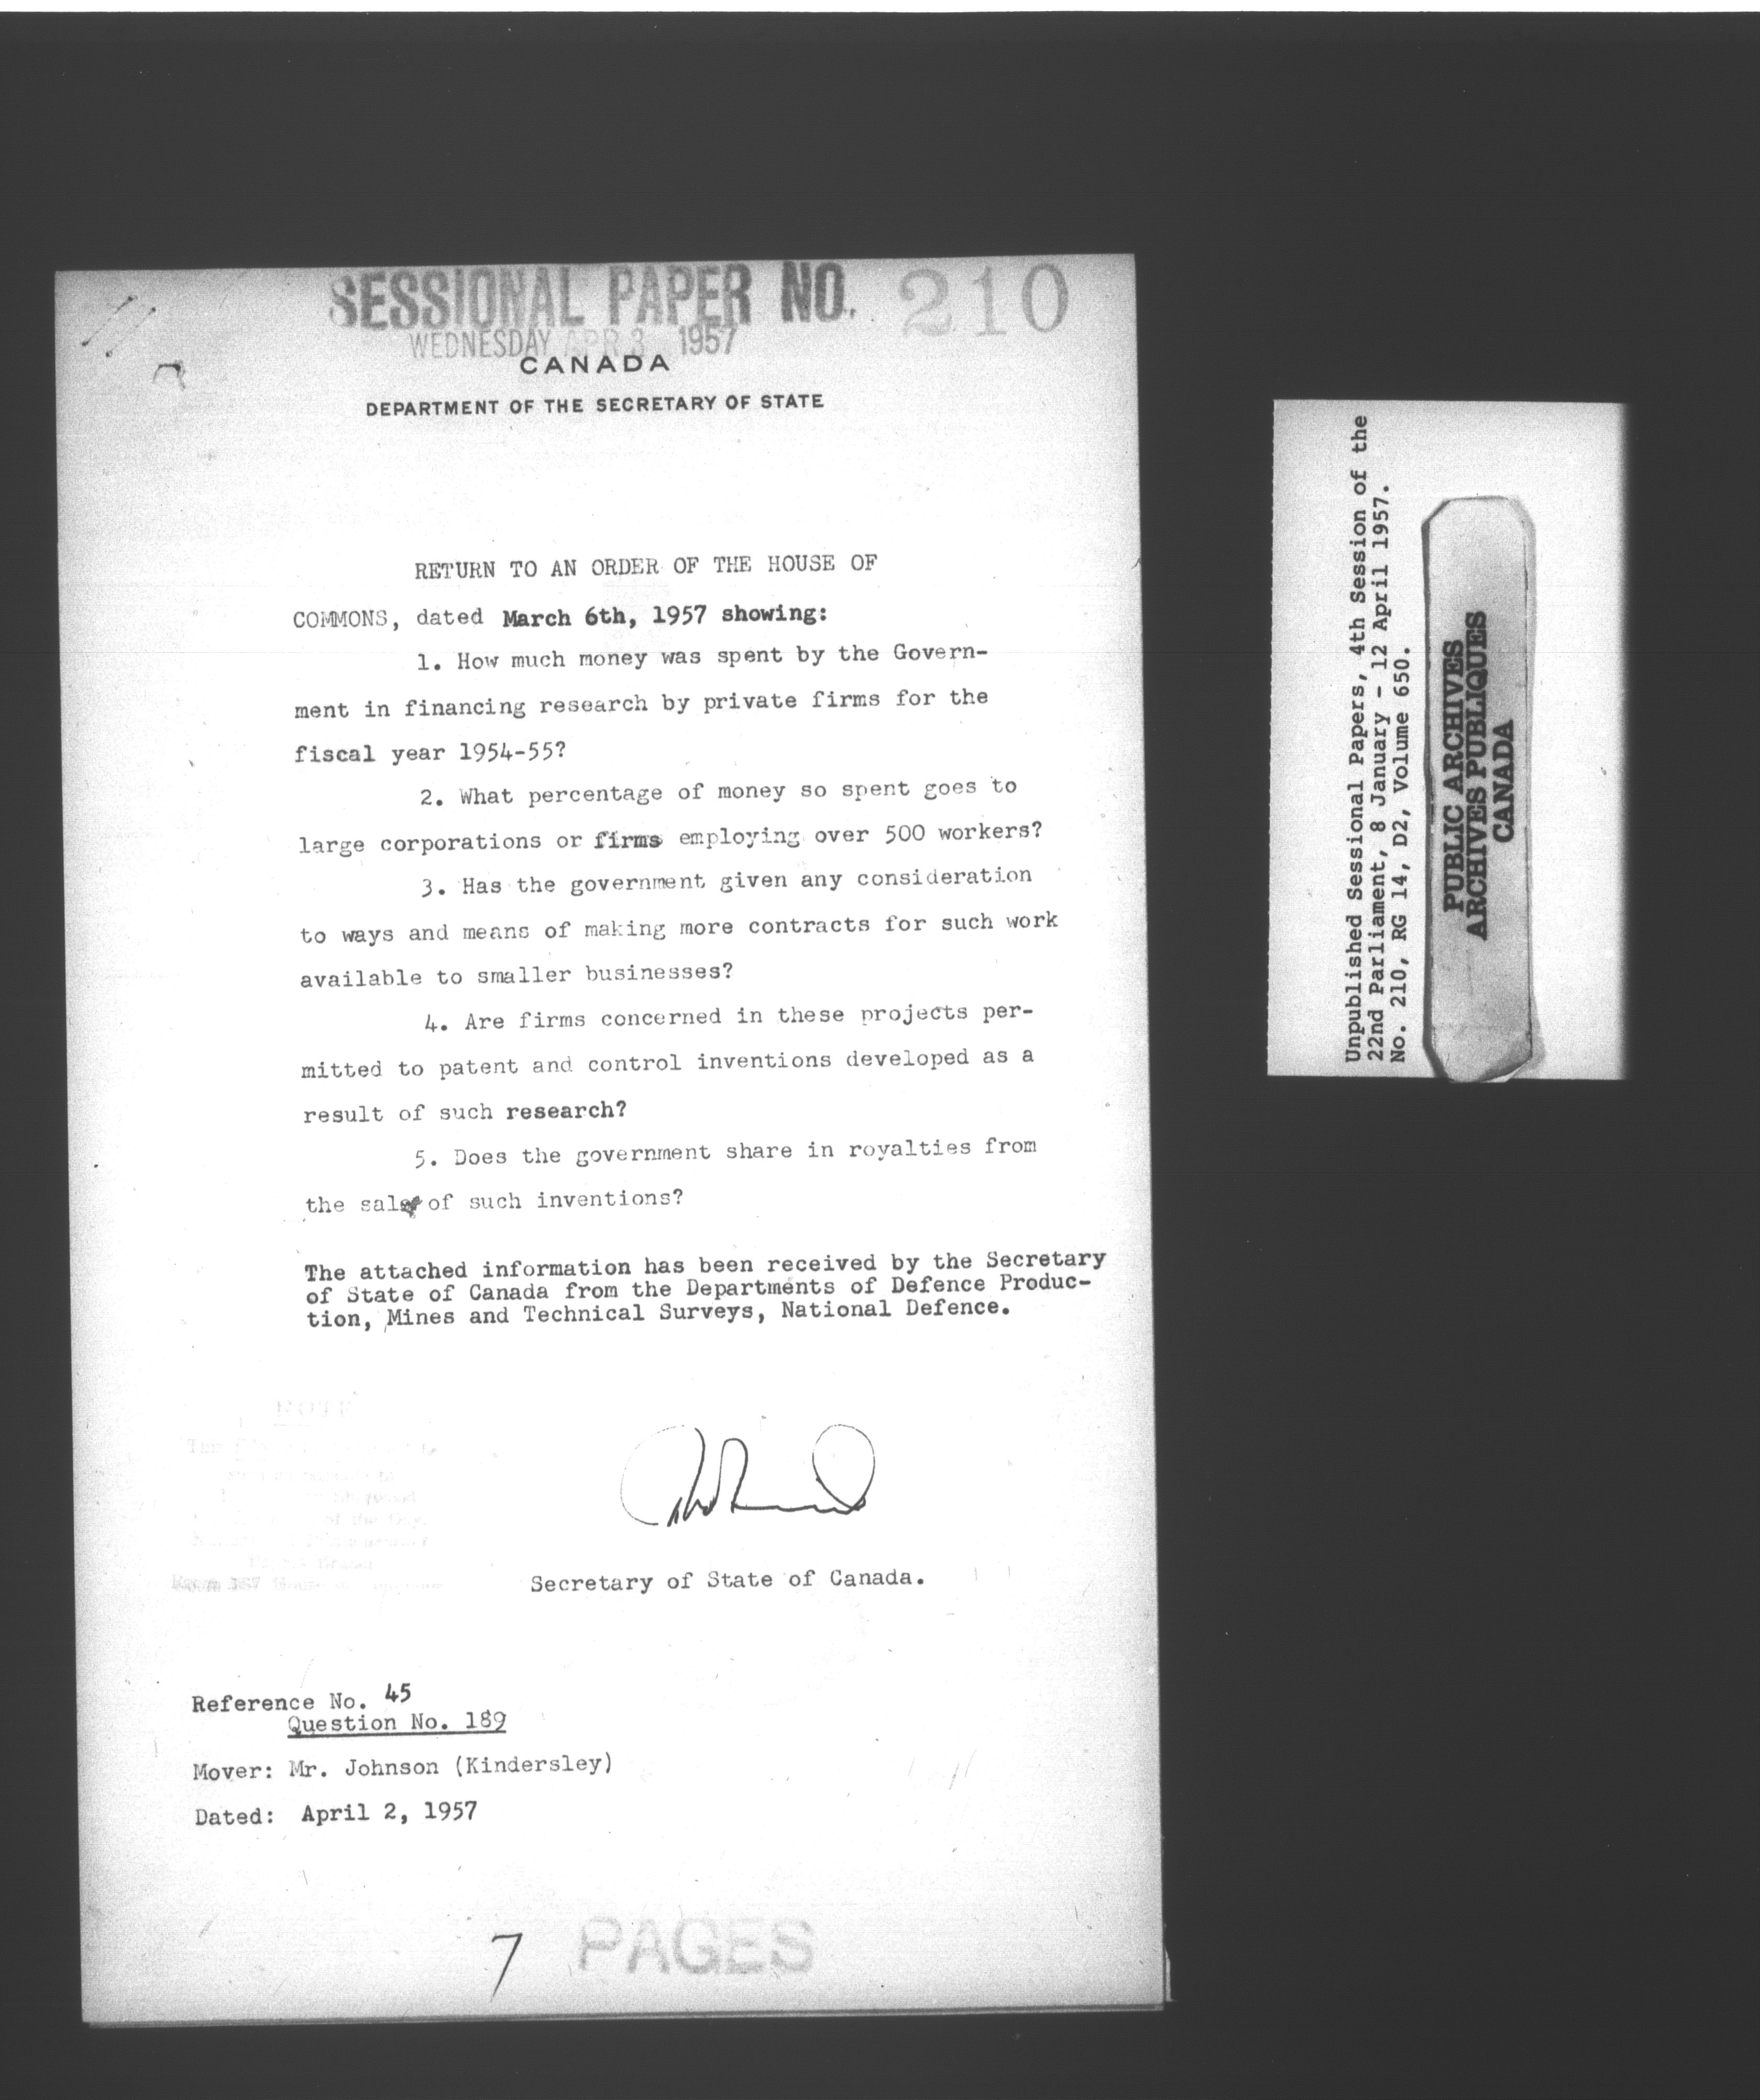 SESSIONAL PAPER NO. 210
WEDNESDAY APR 3 1957
CANADA
DEPARTMENT OF THE SECRETARY OF STATE
RETURN TO AN ORDER OF THE HOUSE OF
COMMONS, dated March 6th, 1957 showing:
1. How much money was spent by the Govern-
ment in financing research by private firms for the
fiscal year 1954-55?
2. What percentage of money so spent goes to
large corporations or firms employing over 500 workers?
3. Has the government given any consideration
to ways and means of making more contracts for such work
available to smaller businesses?
4. Are firms concerned in these projects per-
mitted to patent and control inventions developed as a
result of such research?
5. Does the government share in royalties from
the sale of such inventions?
The attached information has been received by the Secretary
of State of Canada from the Departments of Defence Produc-
tion, Mines and Technical Surveys, National Defence.
NOTE
of the Day,
Room 167 House
Secretary of State of Canada.
Reference No. 45
Question No. 189
Mover: Mr. Johnson (Kindersley)
Dated: April 2, 1957
7 PAGES
Unpublished Sessional Papers, 4th Session of the
22nd Parliament, 8 January - 12 April 1957.
No. 210, RG 14, D2, Volume 650.
PUBLIC ARCHIVES
ARCHIVES PUBLIQUES
CANADA